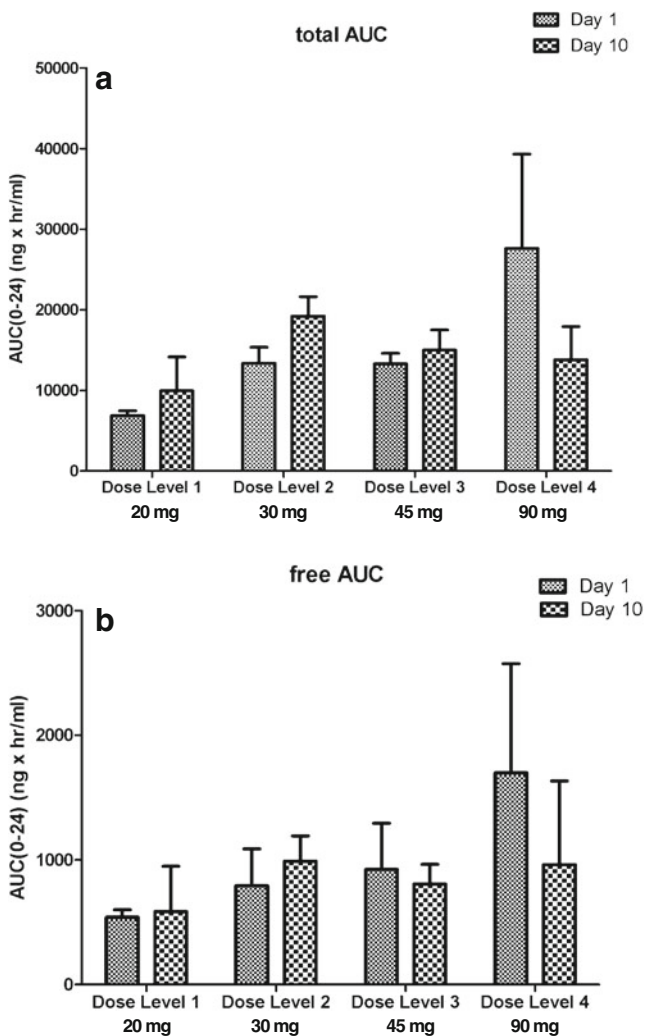 total AUC
Day 1
Day 10
a
AUC(0-24) (ng x hr/ml)
50000
40000
30000
20000
10000
0
Dose Level 1 Dose Level 2 Dose Level 3 Dose Level 4
20 mg 30 mg 45 mg 90 mg
free AUC
Day 1
Day 10
b
AUC(0-24) (ng x hr/ml)
3000
2000
1000
0
Dose Level 1 Dose Level 2 Dose Level 3 Dose Level 4
20 mg 30 mg 45 mg 90 mg